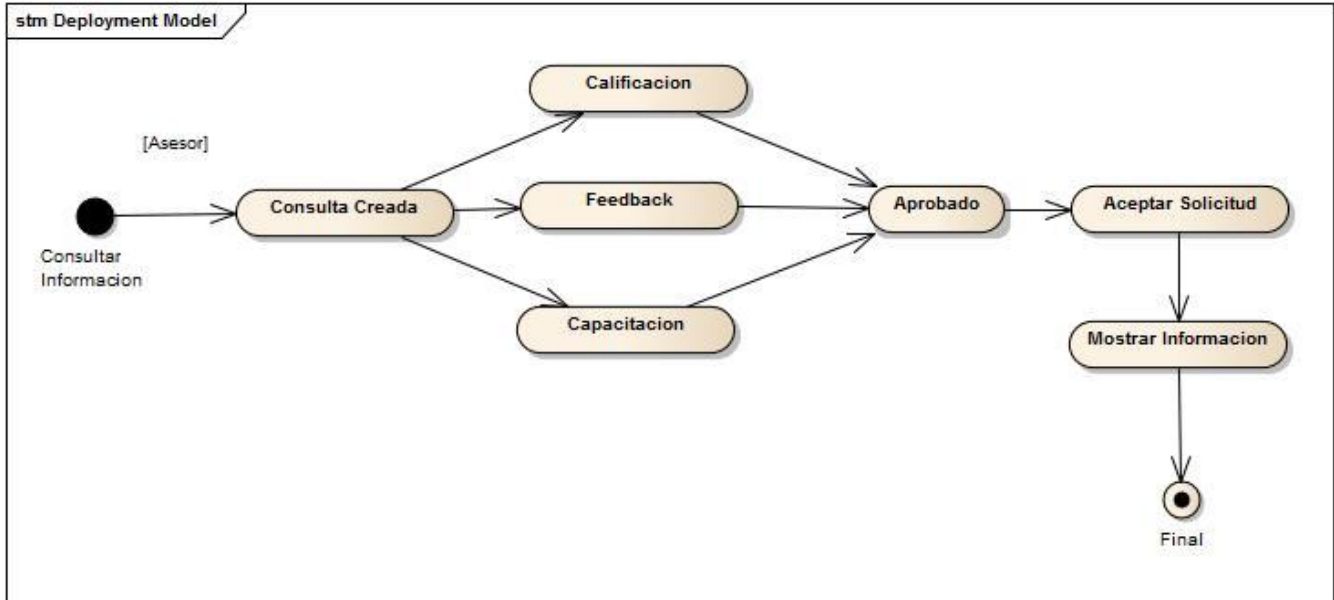 stm Deployment Model
Calificacion
[Asesor]
Consulta Creada
Feedback
Aprobado
Aceptar Solicitud
Consultar
Informacion
Capacitacion
Mostrar Informacion
Final